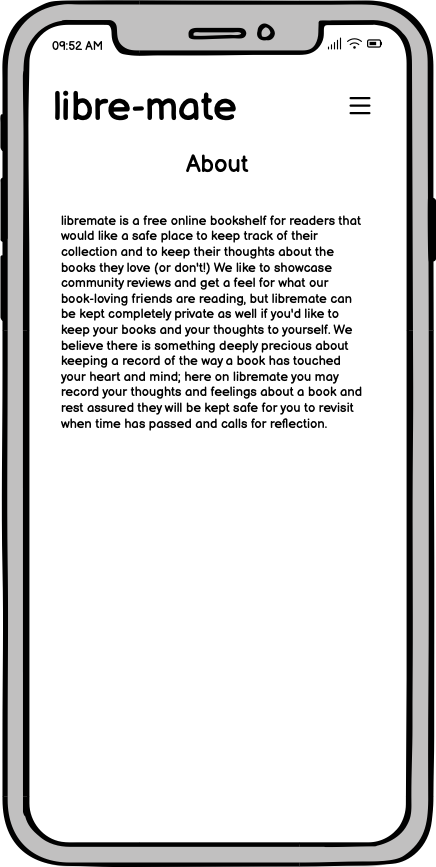 09:52 AM
libre-mate
About
libremate is a free online bookshelf for readers that
would like a safe place to keep track of their
collection and to keep their thoughts about the
books they love (or don't!) We like to showcase
community reviews and get a feel for what our
book-loving friends are reading, but libremate can
be kept completely private as well if you'd like to
keep your books and your thoughts to yourself. We
believe there is something deeply precious about
keeping a record of the way a book has touched
your heart and mind; here on libremate you may
record your thoughts and feelings about a book and
rest assured they will be kept safe for you to revisit
when time has passed and calls for reflection.